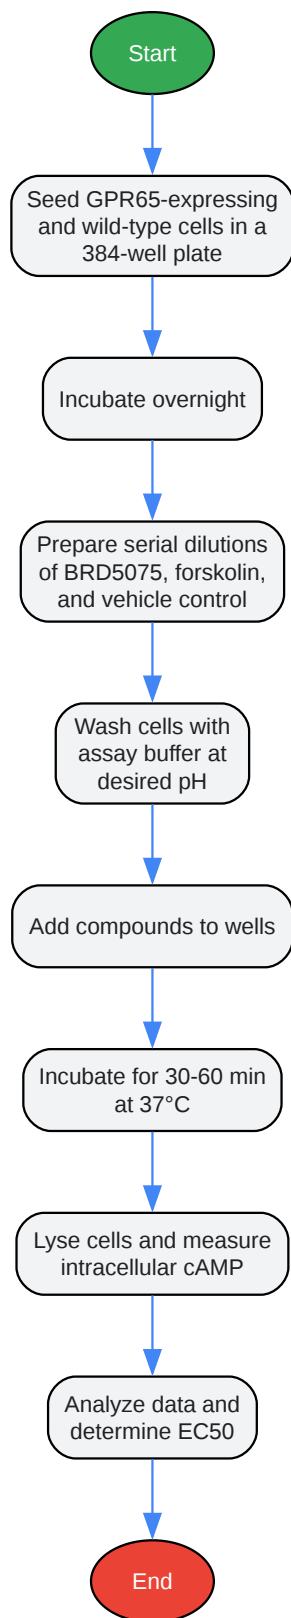 Start
Seed GPR65-expressing
and wild-type cells in a
384-well plate
Incubate overnight
Prepare serial dilutions
of BRD5075, forskolin,
and vehicle control
Wash cells with
assay buffer at
desired pH
Add compounds to wells
Incubate for 30-60 min
at 37°C
Lyse cells and measure
intracellular cAMP
Analyze data and
determine EC50
End